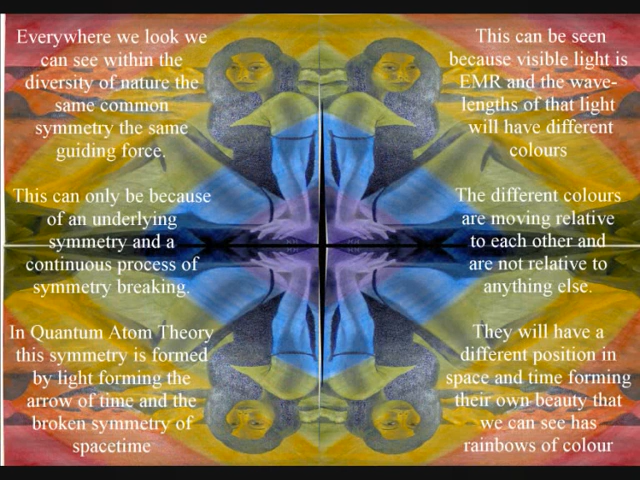 Everywhere we look we
can see within the
diversity of nature the
same common
symmetry the same
guiding force.
This can only be because
of an underlying
symmetry and a
continuous process of
symmetry breaking.
In Quantum Atom Theory
this symmetry is formed
by light forming the
arrow of time and the
broken symmetry of
spacetime
This can be seen
because visible light is
EMR and the wave-
lengths of that light
will have different
colours
The different colours
are moving relative
to each other and
are not relative to
anything else.
They will have a
different position in
space and time forming
their own beauty that
we can see has
rainbows of colour